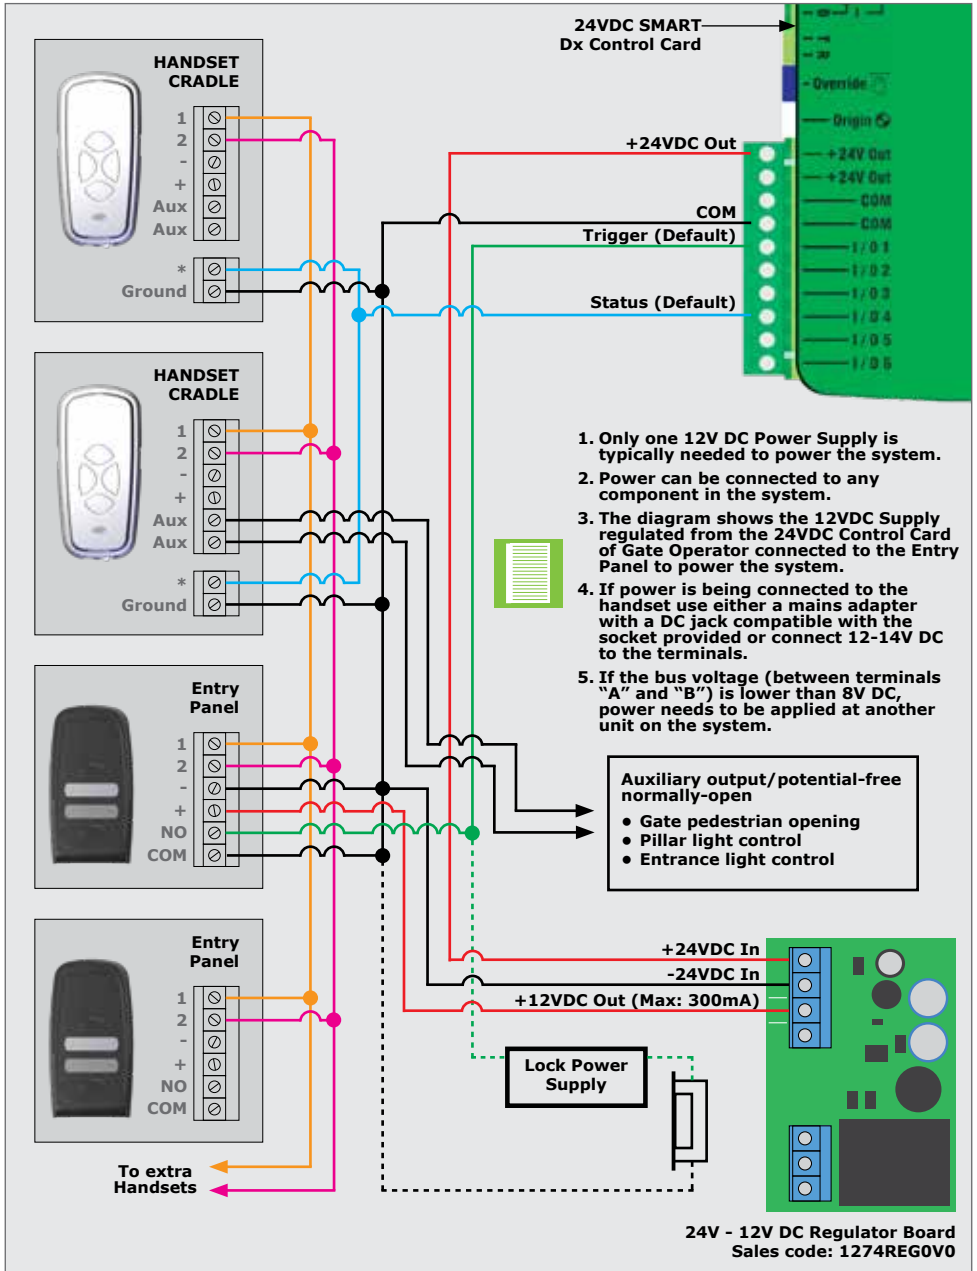 24VDC SMART
Dx Control Card
Override
Origin
+24V Out
+24V Out
COM
COM
I/O 1
I/O 2
I/O 3
I/O 4
I/O 5
I/O 6
+24VDC Out
COM
Trigger (Default)
Status (Default)
HANDSET
CRADLE
1
2
-
+
Aux
Aux
*
Ground
HANDSET
CRADLE
1
2
-
+
Aux
Aux
*
Ground
1. Only one 12V DC Power Supply is
typically needed to power the system.
2. Power can be connected to any
component in the system.
3. The diagram shows the 12VDC Supply
regulated from the 24VDC Control Card
of Gate Operator connected to the Entry
Panel to power the system.
4. If power is being connected to the
handset use either a mains adapter
with a DC jack compatible with the
socket provided or connect 12-14V DC
to the terminals.
5. If the bus voltage (between terminals
“A” and “B”) is lower than 8V DC,
power needs to be applied at another
unit on the system.
Entry
Panel
1
2
-
+
NO
COM
Auxiliary output/potential-free
normally-open
• Gate pedestrian opening
• Pillar light control
• Entrance light control
Entry
Panel
1
2
-
+
NO
COM
+24VDC In
-24VDC In
+12VDC Out (Max: 300mA)
Lock Power
Supply
To extra
Handsets
24V - 12V DC Regulator Board
Sales code: 1274REG0V0